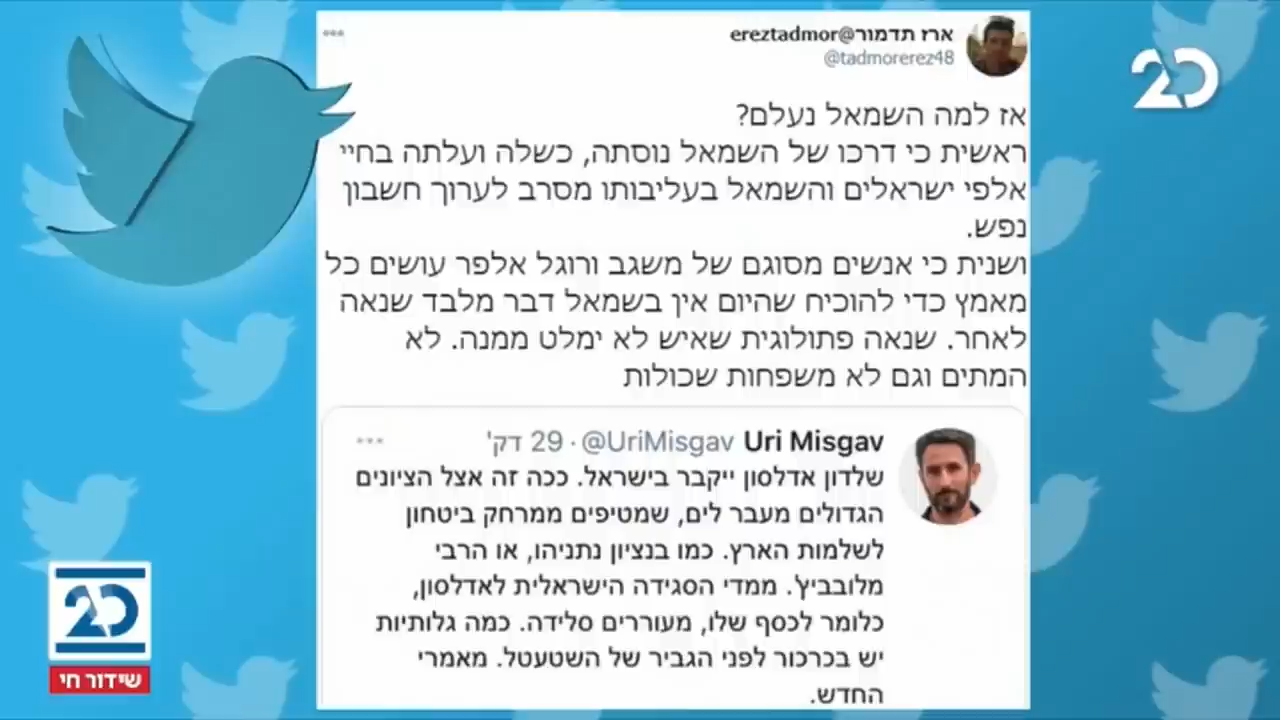 ארז תדמור@ereztadmor
@tadmorerez48
20
אז למה השמאל נעלם?
ראשית כי דרכו של השמאל נוסתה, כשלה ועלתה בחיי
אלפי ישראלים והשמאל בעליבותו מסרב לערוך חשבון
נפש.
ושנית כי אנשים מסוגם של משגב ורוגל אלפר עושים כל
מאמץ כדי להוכיח שהיום אין בשמאל דבר מלבד שנאה
לאחר. שנאה פתולוגית שאיש לא ימלט ממנה. לא
המתים וגם לא משפחות שכולות
Uri Misgav @UriMisgav · 29 דק'
שלדון אדלסון ייקבר בישראל. ככה זה אצל הציונים
הגדולים מעבר לים, שמטיפים ממרחק ביטחון
לשלמות הארץ. כמו בנציון נתניהו, או הרבי
מלובביץ'. ממדי הסגידה הישראלית לאדלסון,
כלומר לכסף שלו, מעוררים סלידה. כמה גלותיות
יש בכרכור לפני הגביר של השטעטל. מאמרי
החדש.
20
שידור חי